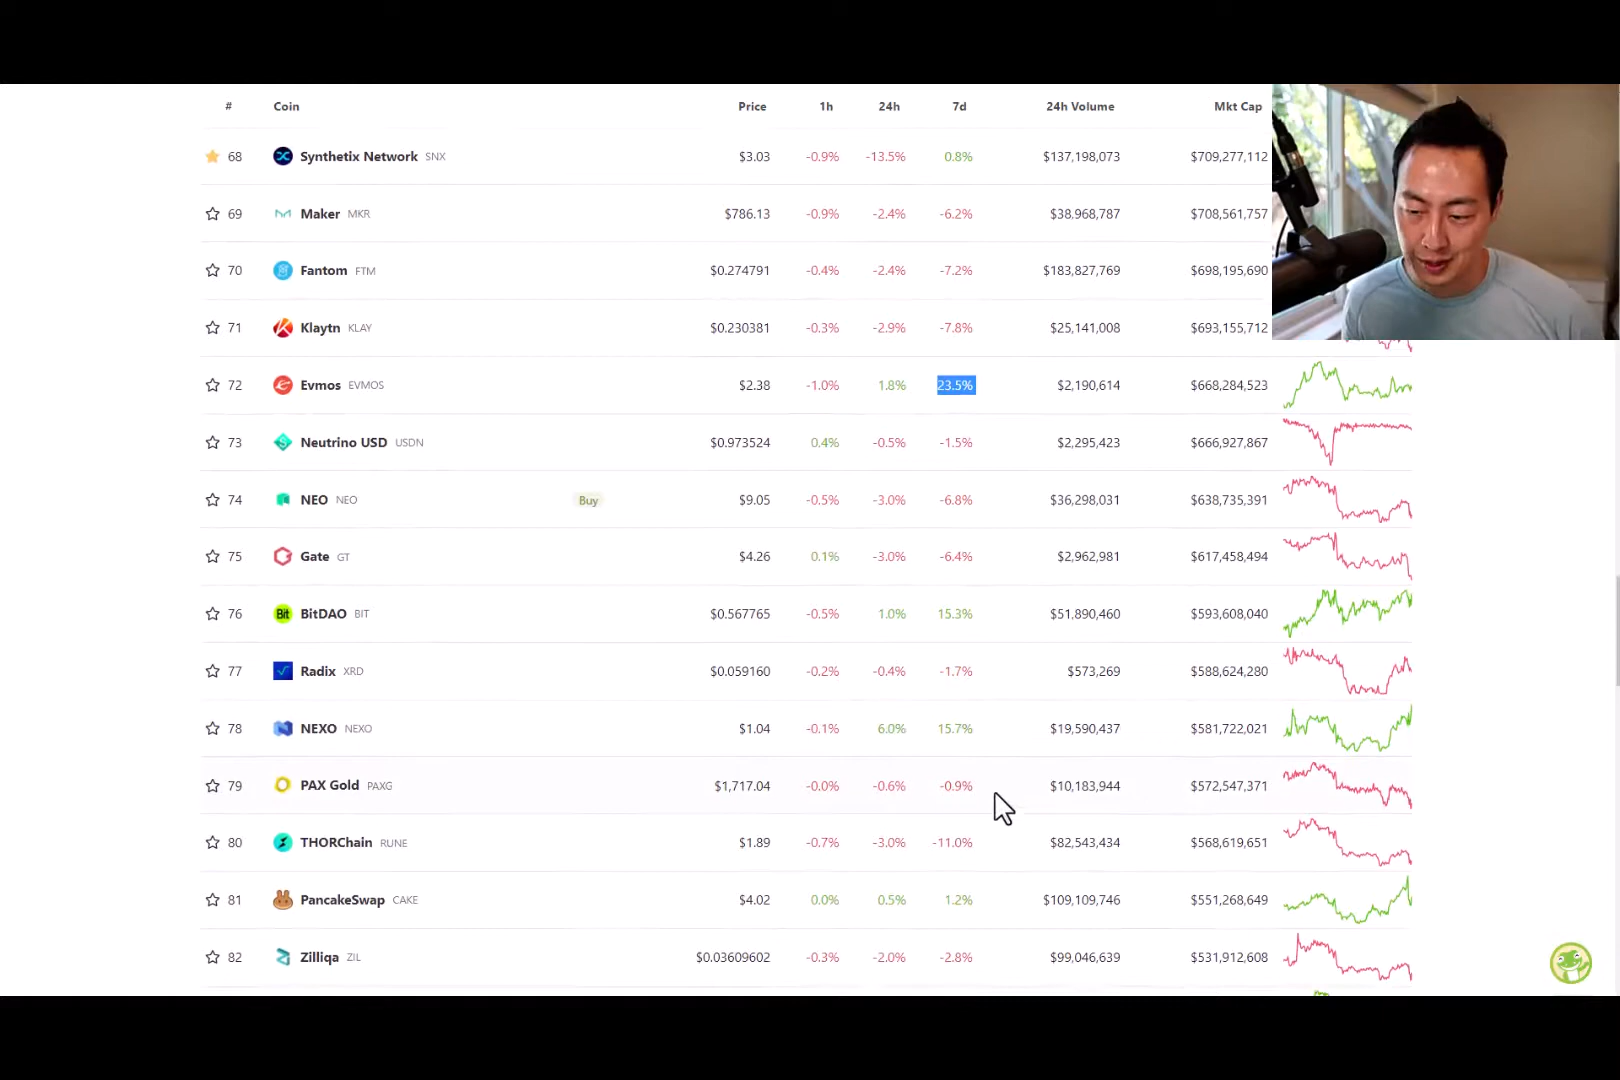 # Coin Price 1h 24h 7d 24h Volume Mkt Cap
68 Synthetix Network SNX $3.03 -0.9% -13.5% 0.8% $137,198,073 $709,277,112
69 Maker MKR $786.13 -0.9% -2.4% -6.2% $38,968,787 $708,561,757
70 Fantom FTM $0.274791 -0.4% -2.4% -7.2% $183,827,769 $698,195,690
71 Klaytn KLAY $0.230381 -0.3% -2.9% -7.8% $25,141,008 $693,155,712
72 Evmos EVMOS $2.38 -1.0% 1.8% 23.5% $2,190,614 $668,284,523
73 Neutrino USD USDN $0.973524 0.4% -0.5% -1.5% $2,295,423 $666,927,867
74 NEO NEO Buy $9.05 -0.5% -3.0% -6.8% $36,298,031 $638,735,391
75 Gate GT $4.26 0.1% -3.0% -6.4% $2,962,981 $617,458,494
76 BitDAO BIT $0.567765 -0.5% 1.0% 15.3% $51,890,460 $593,608,040
77 Radix XRD $0.059160 -0.2% -0.4% -1.7% $573,269 $588,624,280
78 NEXO NEXO $1.04 -0.1% 6.0% 15.7% $19,590,437 $581,722,021
79 PAX Gold PAXG $1,717.04 -0.0% -0.6% -0.9% $10,183,944 $572,547,371
80 THORChain RUNE $1.89 -0.7% -3.0% -11.0% $82,543,434 $568,619,651
81 PancakeSwap CAKE $4.02 0.0% 0.5% 1.2% $109,109,746 $551,268,649
82 Zilliqa ZIL $0.03609602 -0.3% -2.0% -2.8% $99,046,639 $531,912,608